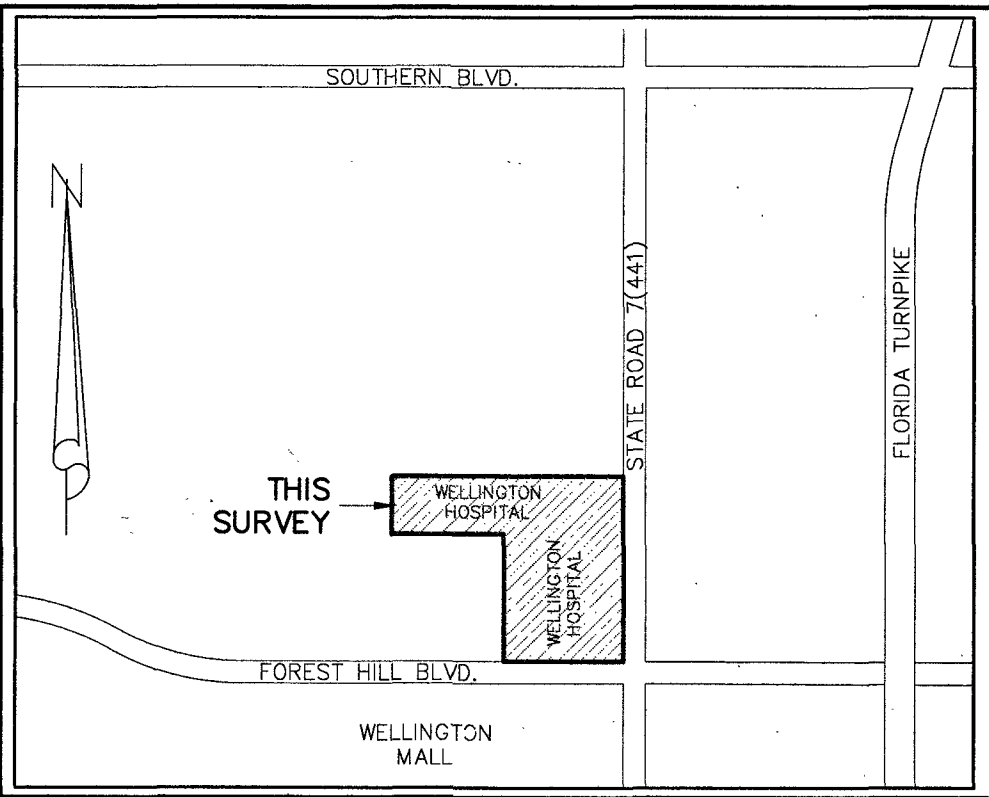 SOUTHERN BLVD.
N
STATE ROAD 7(441)
FLORIDA TURNPIKE
THIS
SURVEY
WELLINGTON
HOSPITAL
WELLINGTON
HOSPITAL
FOREST HILL BLVD.
WELLINGTON
MALL